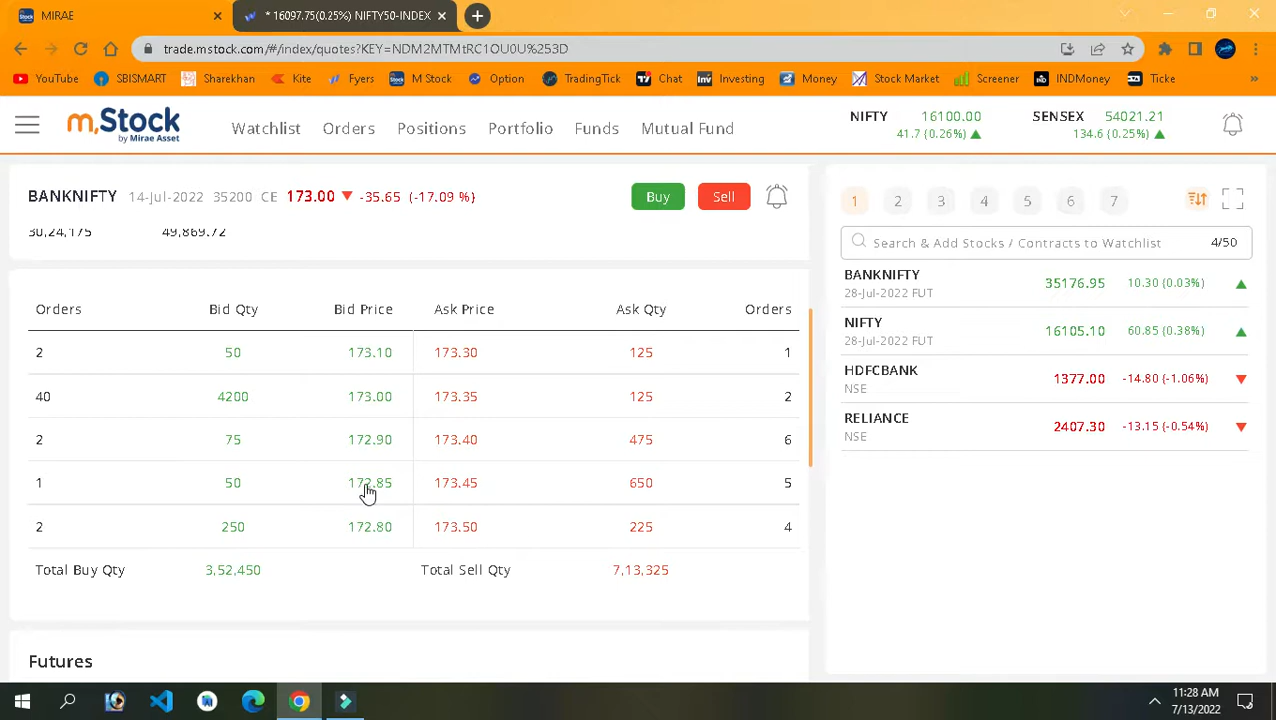 MIRAE
* 16097.75(0.25%) NIFTY50-INDEX
trade.mstock.com/#/index/quotes?KEY=NDM2MTMtRC1OU0U%253D
YouTube SBISMART Sharekhan Kite Fyers M Stock Option TradingTick Chat Investing Money Stock Market Screener INDMoney Ticke »
m.Stock
by Mirae Asset
Watchlist Orders Positions Portfolio Funds Mutual Fund
NIFTY 16100.00
41.7 (0.26%)
SENSEX 54021.21
134.6 (0.25%)
BANKNIFTY 14-Jul-2022 35200 CE 173.00 -35.65 (-17.09 %) Buy Sell
30,24,175 49,869.72
Orders Bid Qty Bid Price Ask Price Ask Qty Orders
2 50 173.10 173.30 125 1
40 4200 173.00 173.35 125 2
2 75 172.90 173.40 475 6
1 50 172.85 173.45 650 5
2 250 172.80 173.50 225 4
Total Buy Qty 3,52,450 Total Sell Qty 7,13,325
Futures
1 2 3 4 5 6 7
Search & Add Stocks / Contracts to Watchlist 4/50
BANKNIFTY 35176.95 10.30 (0.03%)
28-Jul-2022 FUT
NIFTY 16105.10 60.85 (0.38%)
28-Jul-2022 FUT
HDFCBANK 1377.00 -14.80 (-1.06%)
NSE
RELIANCE 2407.30 -13.15 (-0.54%)
NSE
11:28 AM
7/13/2022